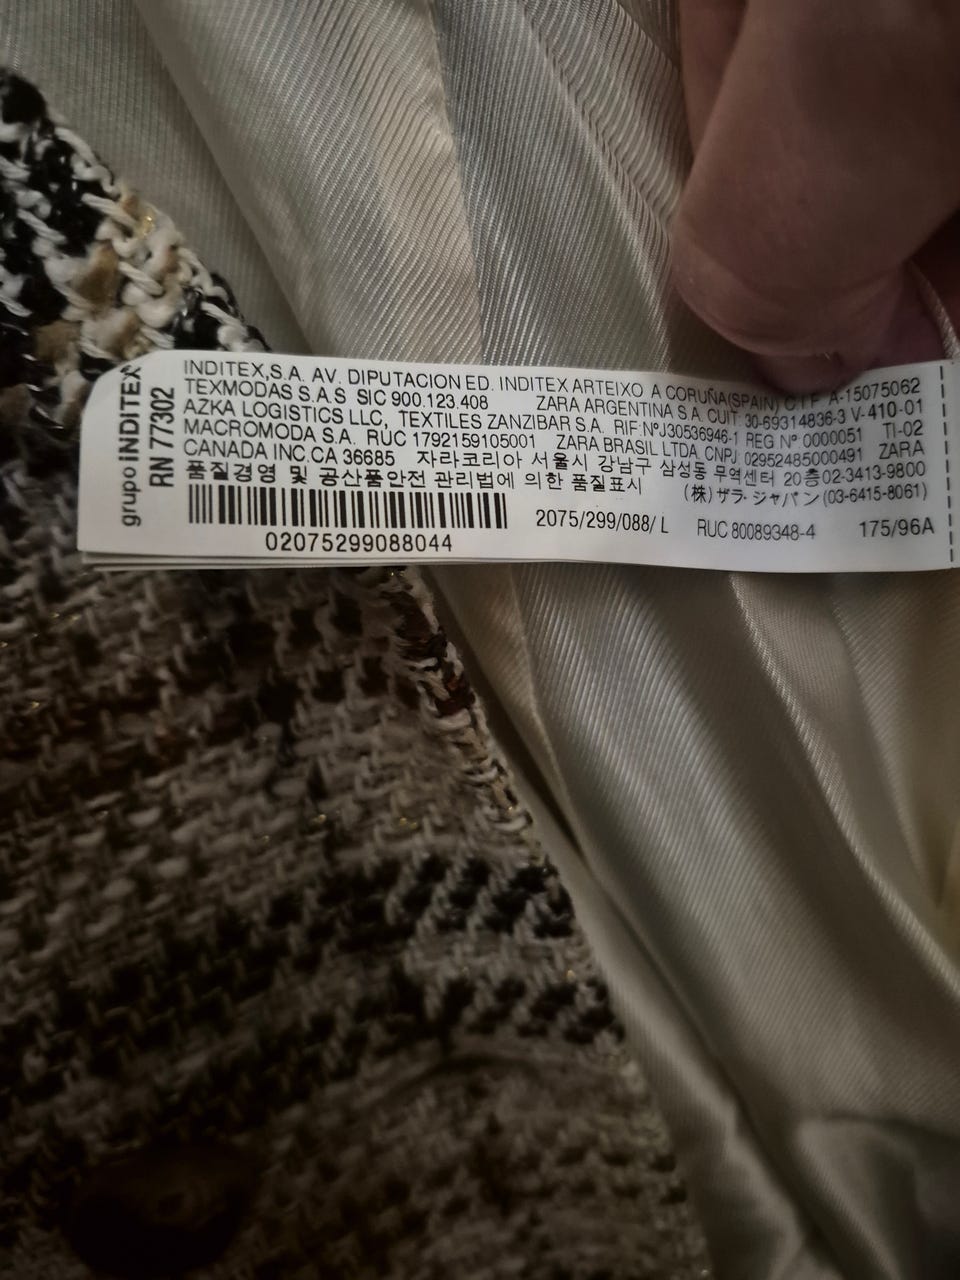 grupo INDITEX
RN 77302
INDITEX,S.A. AV. DIPUTACION ED. INDITEX ARTEIXO A CORUÑA(SPAIN) C.I.F. A-15075062
TEXMODAS S.A.S SIC 900.123.408 ZARA ARGENTINA S.A. CUIT: 30-69314836-3 V-410-01
AZKA LOGISTICS LLC, TEXTILES ZANZIBAR S.A. RIF:NºJ30536946-1 REG Nº 0000051 TI-02
MACROMODA S.A. RUC 1792159105001 ZARA BRASIL LTDA, CNPJ: 02952485000491 ZARA
CANADA INC.CA 36685 자라코리아 서울시 강남구 삼성동 무역센터 20층02-3413-9800
품질경영 및 공산품안전 관리법에 의한 품질표시 (株)ザラ・ジャパン(03-6415-8061)
2075/299/088/ L RUC 80089348-4 175/96A
02075299088044